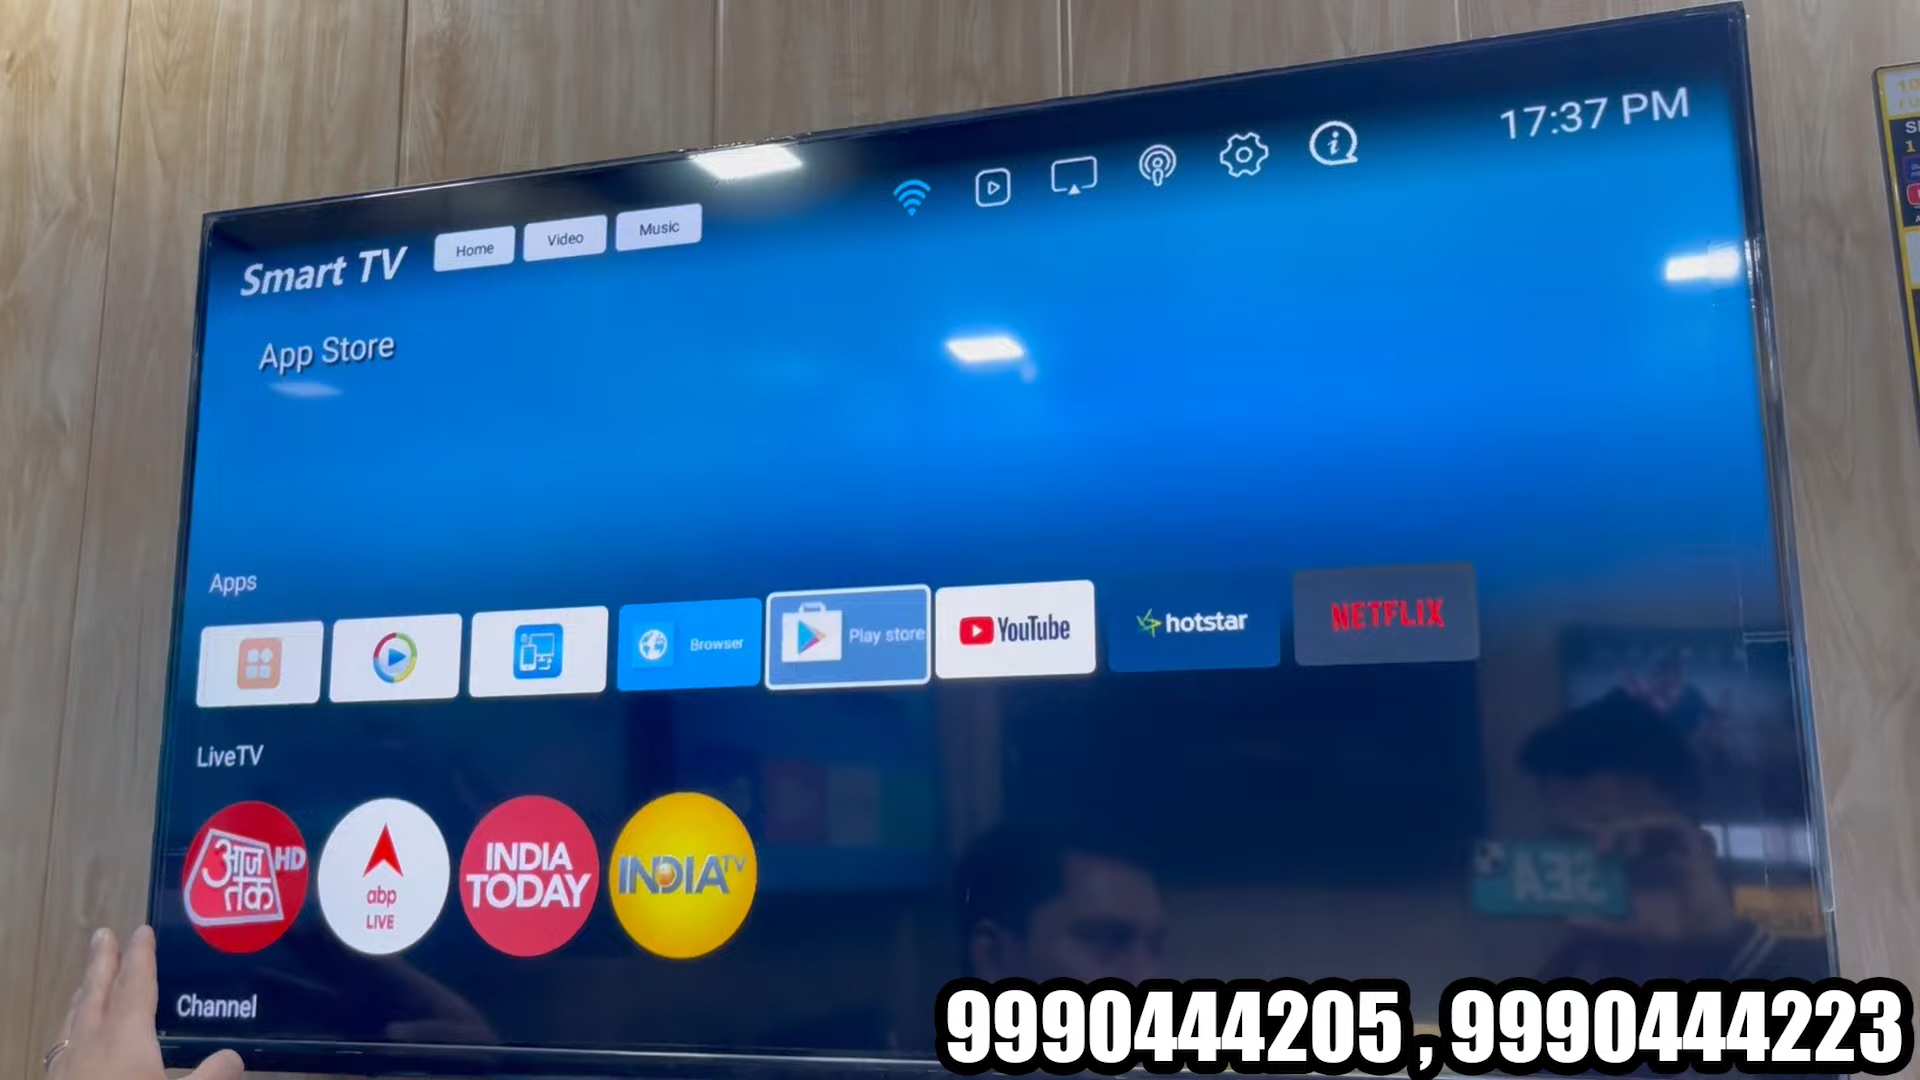 17:37 PM
Smart TV
Home
Video
Music
App Store
Apps
Browser
Play store
YouTube
hotstar
NETFLIX
LiveTV
आज तक HD
abp
LIVE
INDIA
TODAY
INDIA TV
Channel
9990444205 , 9990444223